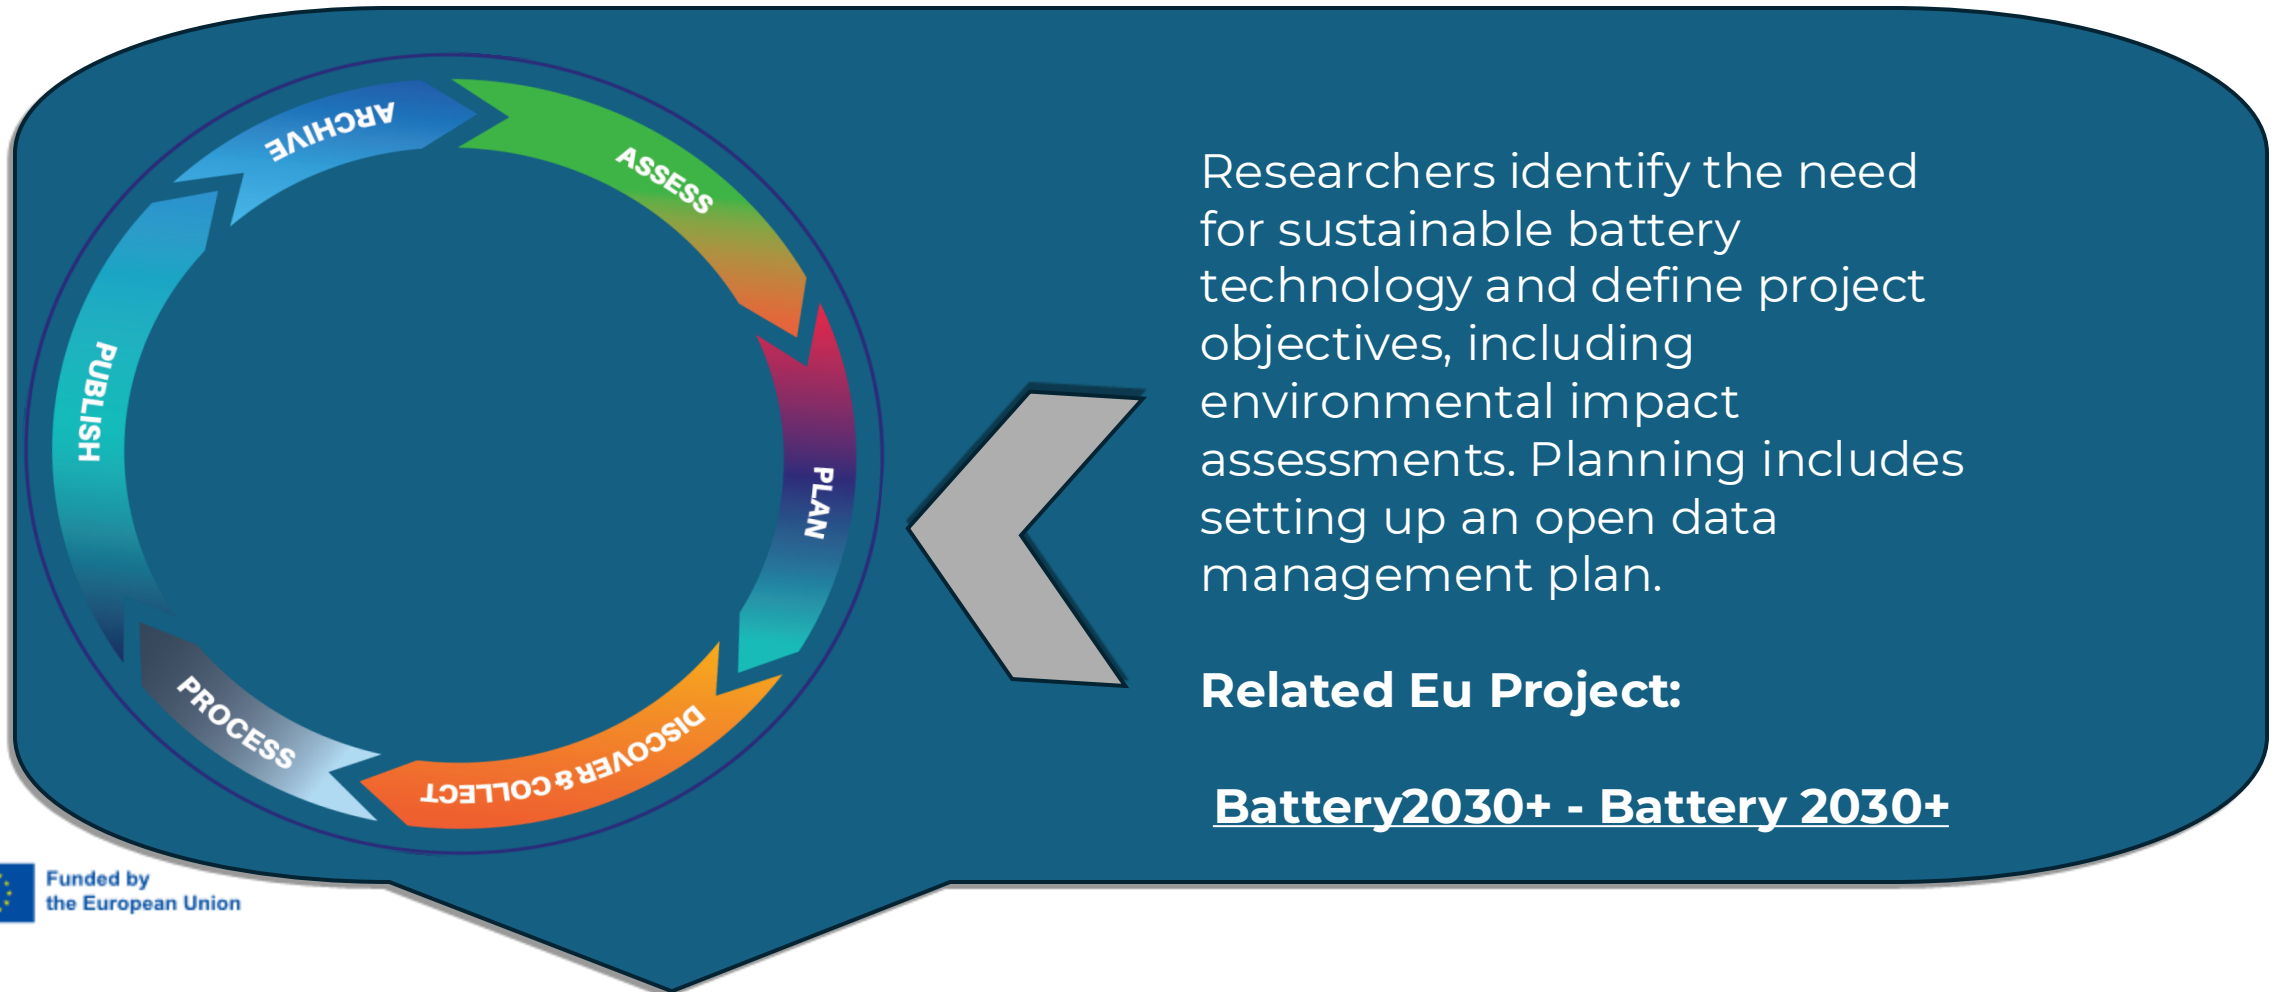 ARCHIVE
ASSESS
PLAN
DISCOVER & COLLECT
PROCESS
PUBLISH
Researchers identify the need
for sustainable battery
technology and define project
objectives, including
environmental impact
assessments. Planning includes
setting up an open data
management plan.
Related Eu Project:
Battery2030+ - Battery 2030+
Funded by
the European Union